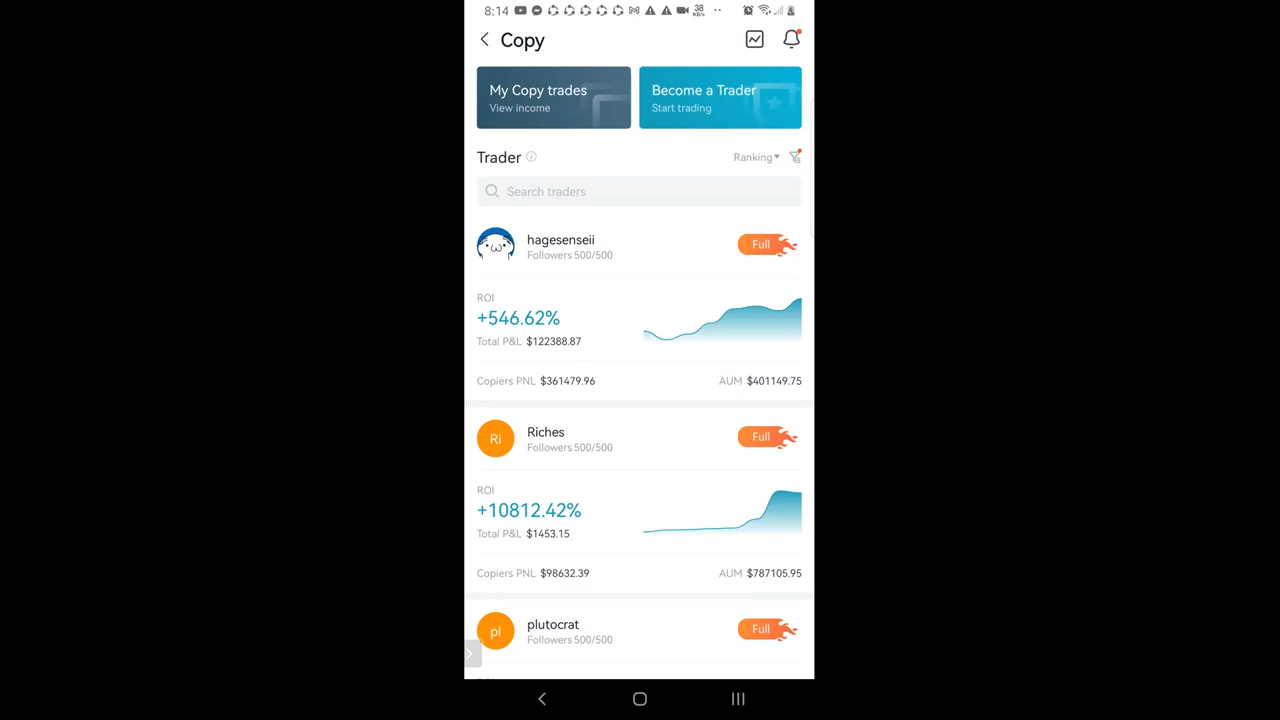 8:14
38
KB/s
Copy
My Copy trades
View income
Become a Trader
Start trading
Trader
Ranking
Search traders
hagesenseii
Followers 500/500
Full
ROI
+546.62%
Total P&L $122388.87
Copiers PNL $361479.96
AUM $401149.75
Ri
Riches
Followers 500/500
Full
ROI
+10812.42%
Total P&L $1453.15
Copiers PNL $98632.39
AUM $787105.95
pl
plutocrat
Followers 500/500
Full